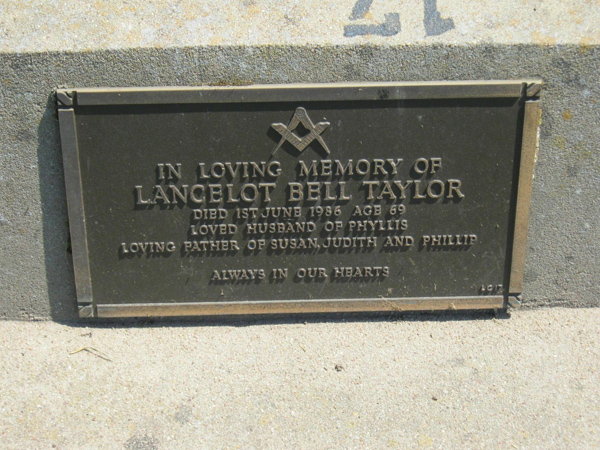 17
IN LOVING MEMORY OF
LANCELOT BELL TAYLOR
DIED 1ST JUNE 1986 AGE 69
LOVED HUSBAND OF PHYLLIS
LOVING FATHER OF SUSAN, JUDITH AND PHILLIP
ALWAYS IN OUR HEARTS